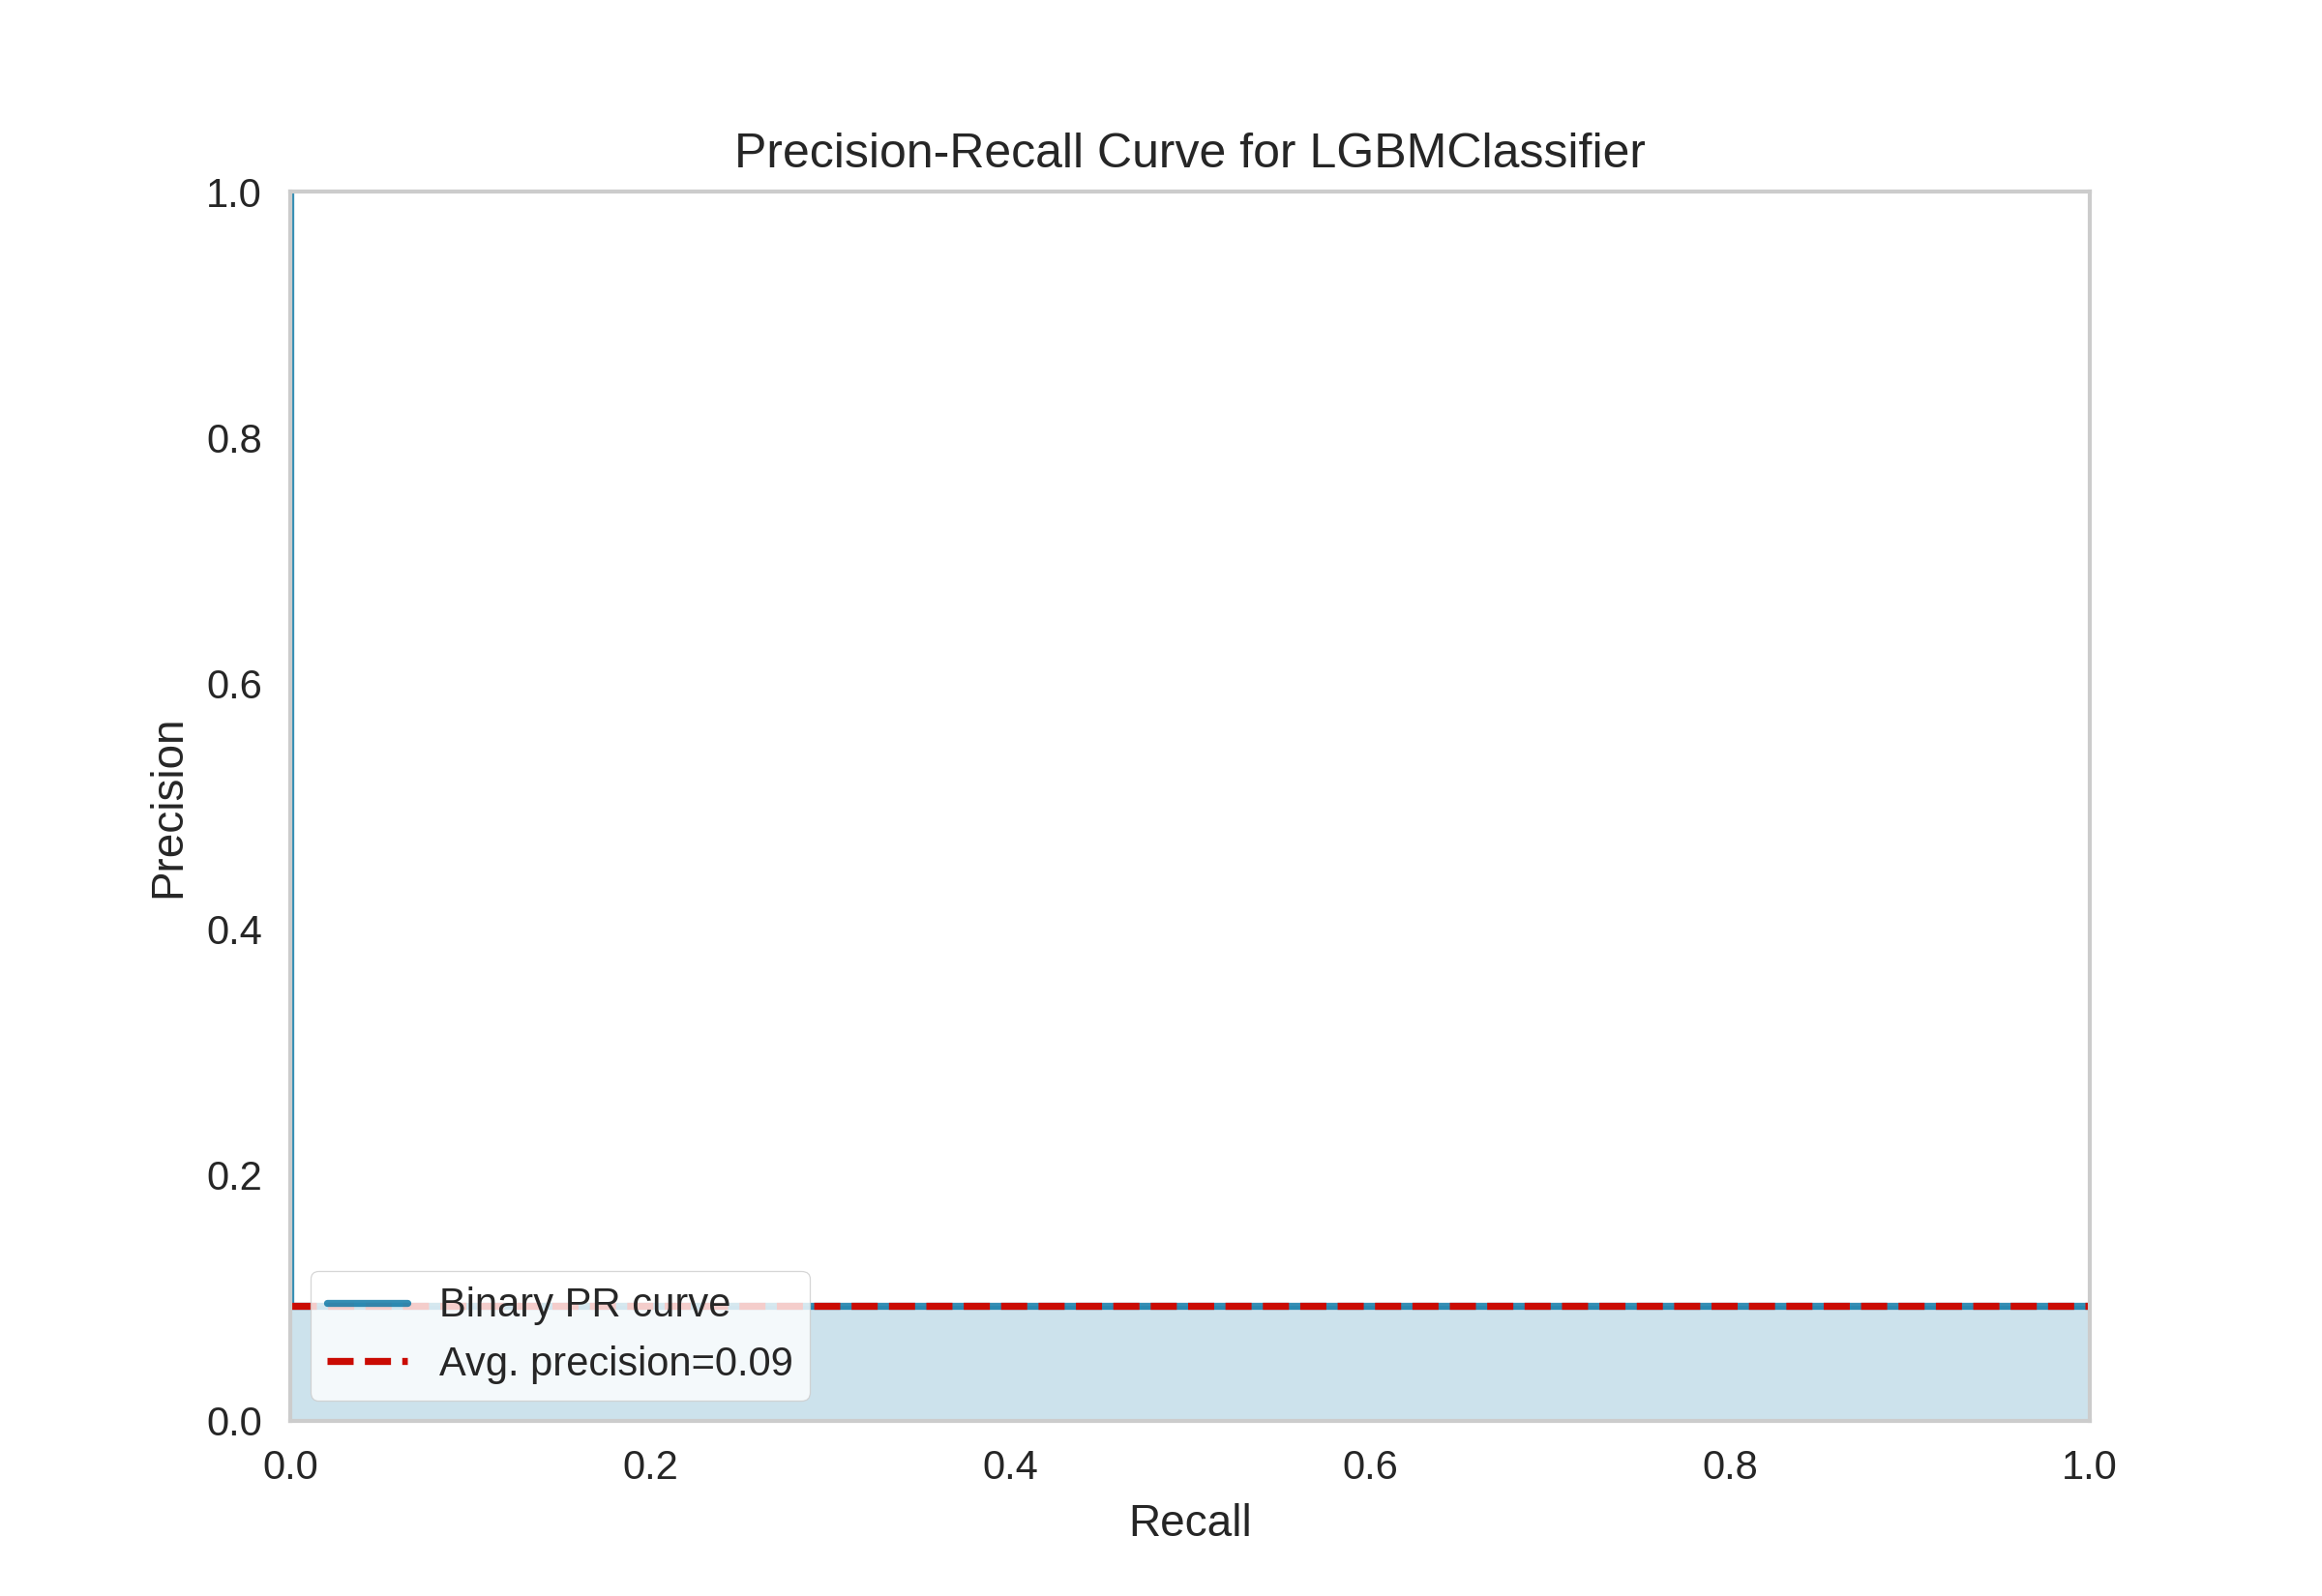 Precision-Recall Curve for LGBMClassifier
1.0
0.8
0.6
0.4
0.2
0.0
Precision
Binary PR curve
Avg. precision=0.09
0.0 0.2 0.4 0.6 0.8 1.0
Recall